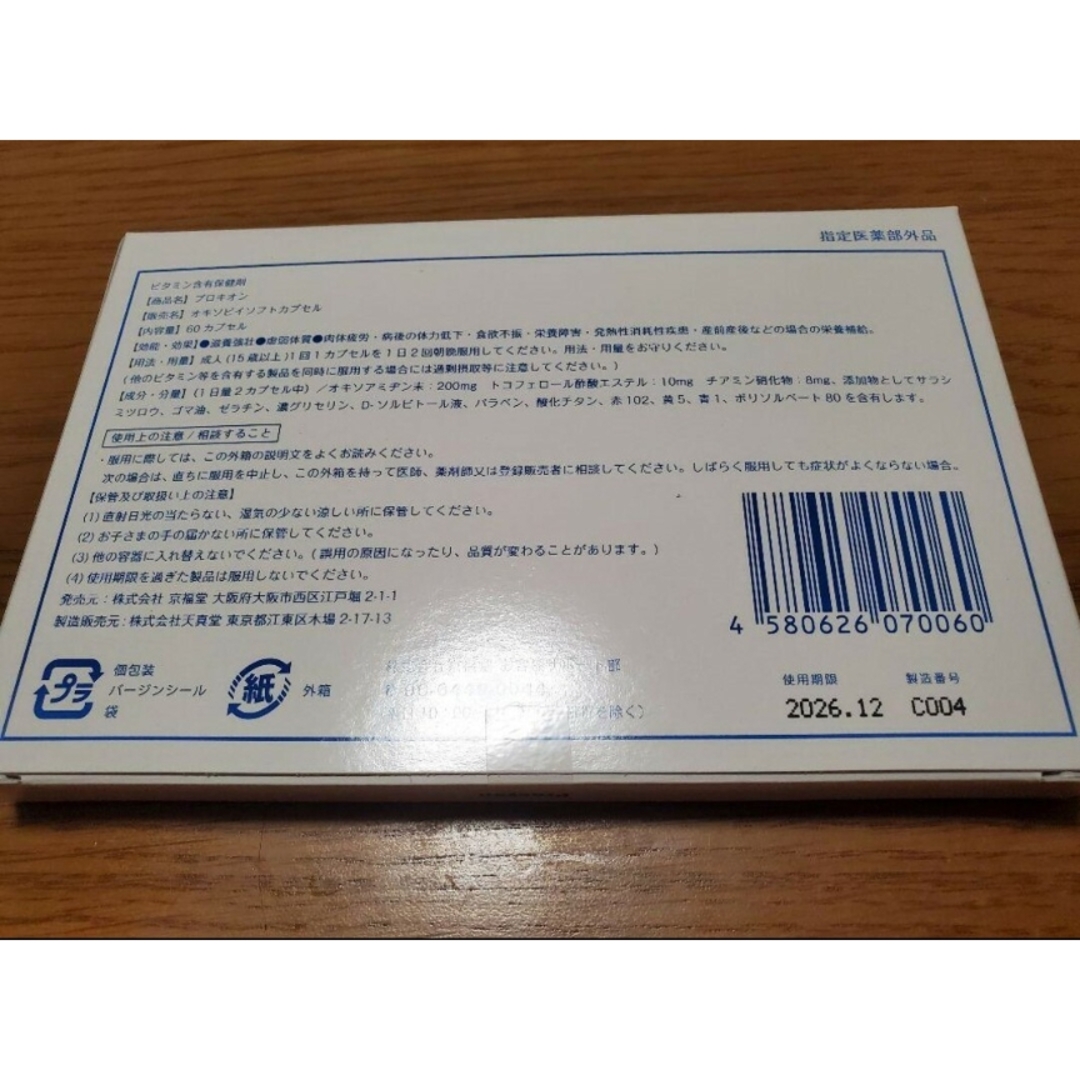 指定医薬部外品
ビタミン含有保健剤
【商品名】プロキオン
【販売名】オキソピイソフトカプセル
【内容量】60カプセル
【効能・効果】●滋養強壮●虚弱体質●肉体疲労・病後の体力低下・食欲不振・栄養障害・発熱性消耗性疾患・産前産後などの場合の栄養補給。
【用法・用量】成人(15歳以上)1回1カプセルを1日2回朝晩服用してください。用法・用量をお守りください。
(他のビタミン等を含有する製品を同時に服用する場合には過剰摂取等に注意してください。)
【成分・分量】(1日量2カプセル中)/オキソアミヂン末:200mg トコフェロール酢酸エステル:10mg チアミン硝化物:8mg、添加物としてサラシ
ミツロウ、ゴマ油、ゼラチン、濃グリセリン、D-ソルビトール液、パラベン、酸化チタン、赤102、黄5、青1、ポリソルベート80を含有します。
使用上の注意/相談すること
・服用に際しては、この外箱の説明文をよくお読みください。
次の場合は、直ちに服用を中止し、この外箱を持って医師、薬剤師又は登録販売者に相談してください。しばらく服用しても症状がよくならない場合。
【保管及び取扱い上の注意】
(1)直射日光の当たらない、湿気の少ない涼しい所に保管してください。
(2)お子さまの手の届かない所に保管してください。
(3)他の容器に入れ替えないでください。(誤用の原因になったり、品質が変わることがあります。)
(4)使用期限を過ぎた製品は服用しないでください。
発売元:株式会社 京福堂 大阪府大阪市西区江戸堀2-1-1
製造販売元:株式会社天真堂 東京都江東区木場2-17-13
4 580626 070060
プラ
個包装
バージンシール
袋
紙
外箱
使用期限 製造番号
2026.12 C004